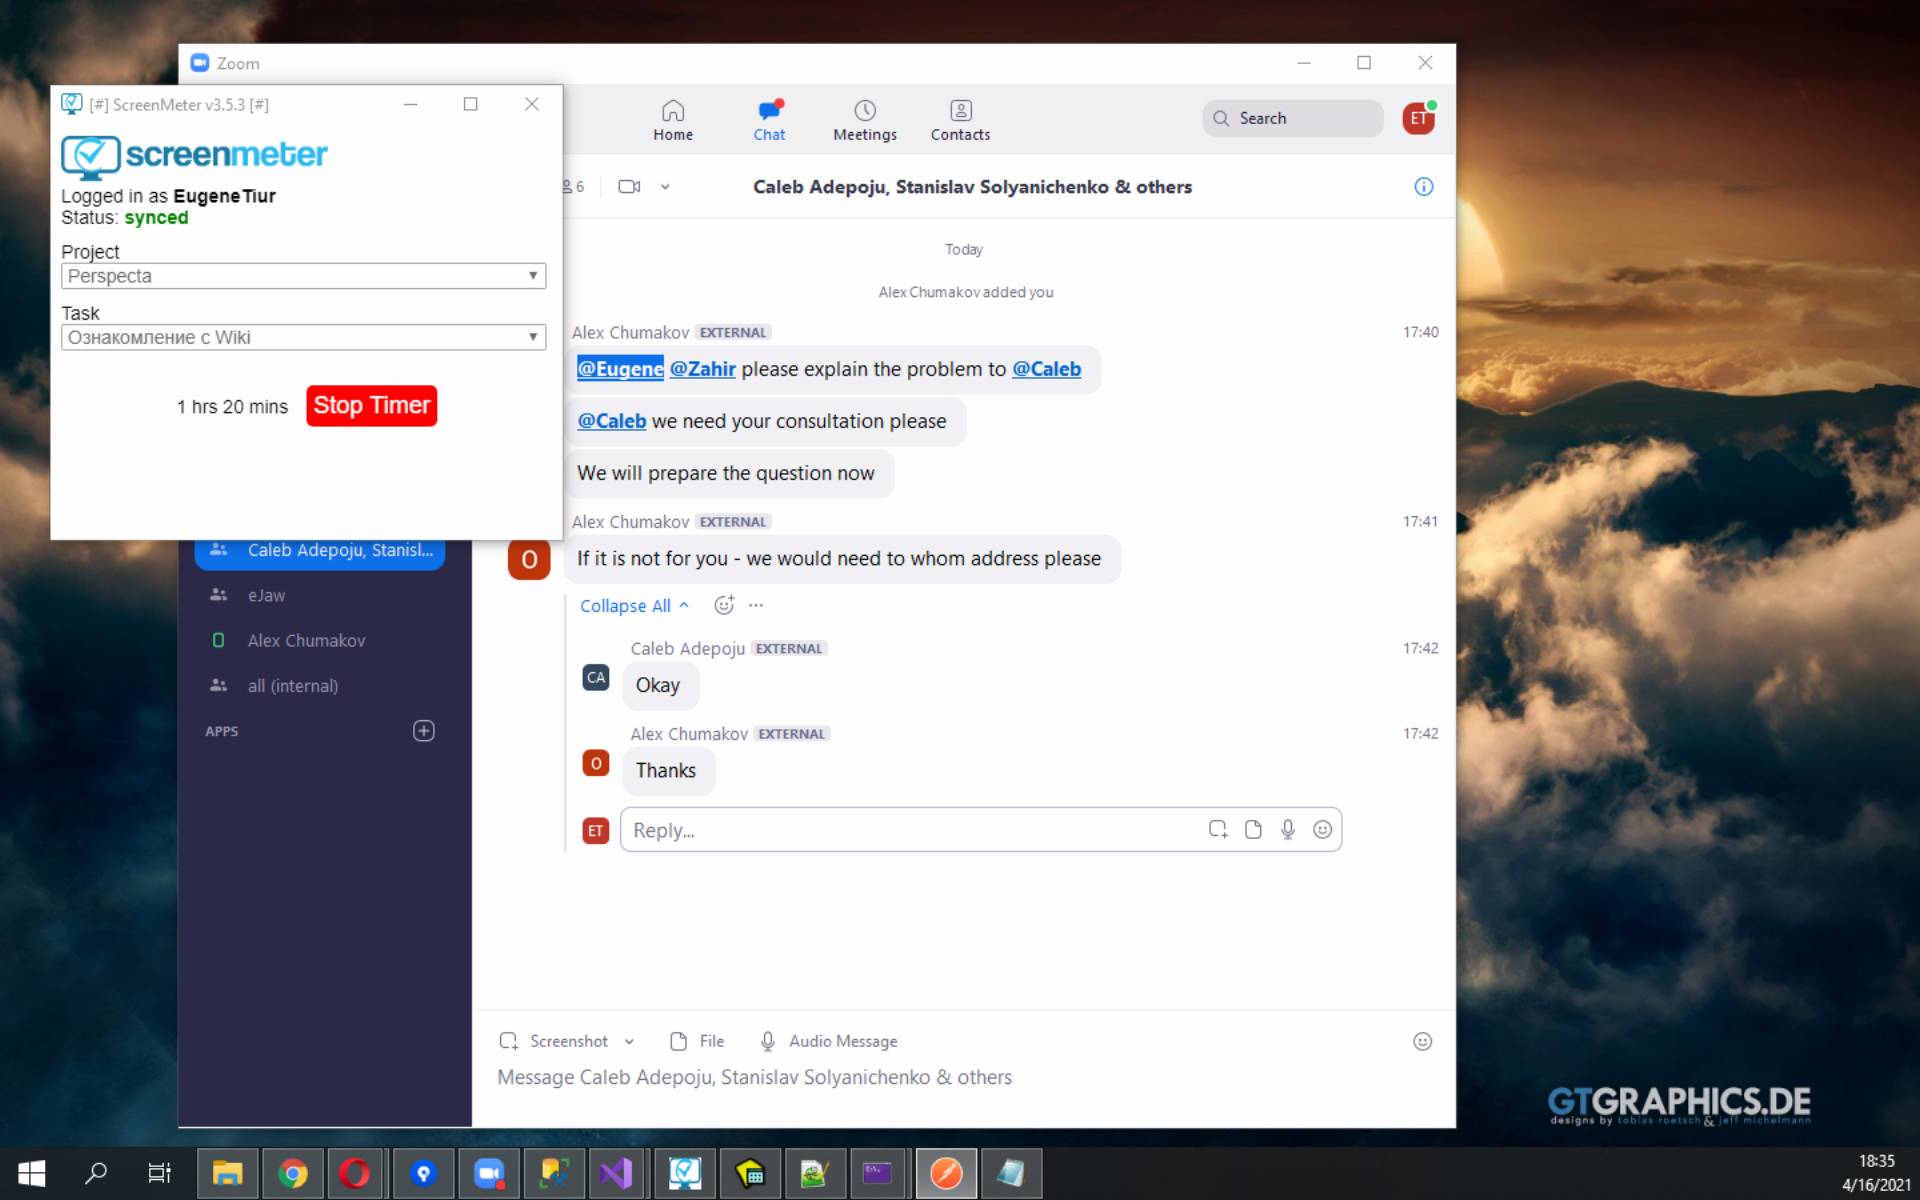 Zoom
[#] ScreenMeter v3.5.3 [#]
screenmeter
Logged in as EugeneTiur
Status: synced
Project
Perspecta
Task
Ознакомление с Wiki
1 hrs 20 mins
Stop Timer
Home
Chat
Meetings
Contacts
Search
ET
6
Caleb Adepoju, Stanislav Solyanichenko & others
Today
Alex Chumakov added you
Alex Chumakov EXTERNAL
17:40
@Eugene @Zahir please explain the problem to @Caleb
@Caleb we need your consultation please
We will prepare the question now
Alex Chumakov EXTERNAL
17:41
O
If it is not for you - we would need to whom address please
Collapse All
Caleb Adepoju EXTERNAL
17:42
CA
Okay
Alex Chumakov EXTERNAL
17:42
O
Thanks
ET
Reply...
Caleb Adepoju, Stanisl...
eJaw
Alex Chumakov
all (internal)
APPS
Screenshot
File
Audio Message
Message Caleb Adepoju, Stanislav Solyanichenko & others
GTGRAPHICS.DE
designs by tobias roetsch & jeff michelmann
18:35
4/16/2021